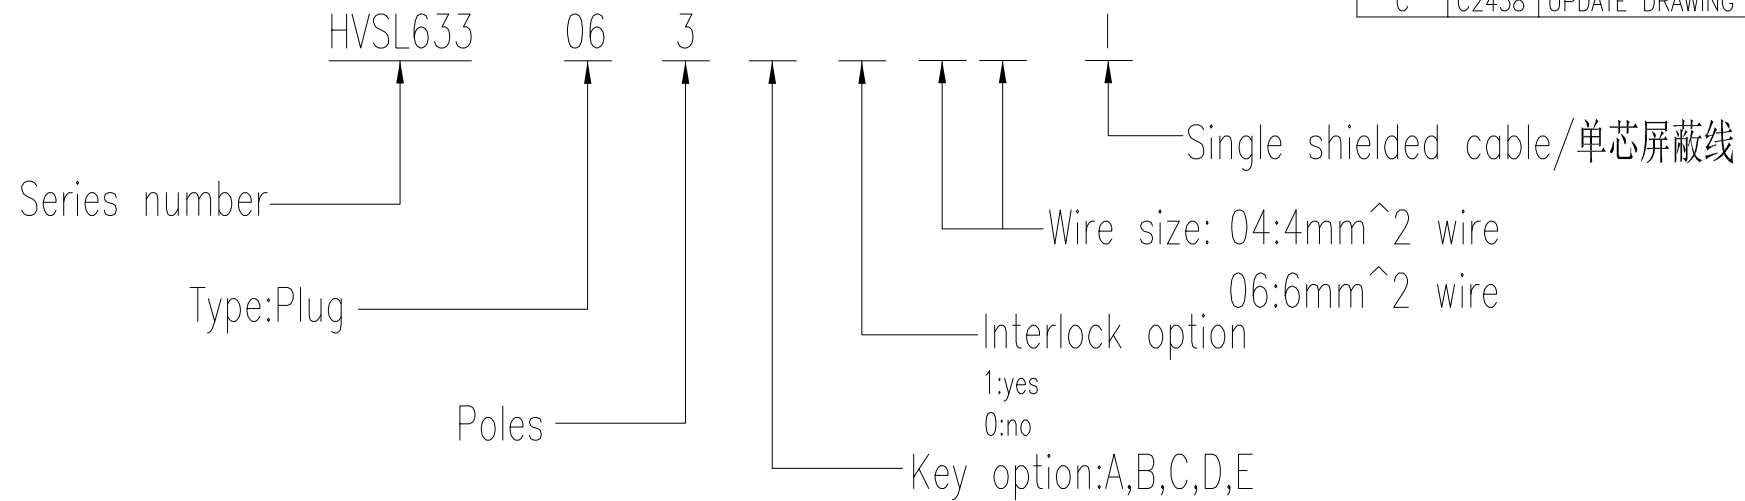 C C2438 UPDATE DRAWING
HVSL633 06 3 I
Single shielded cable/单芯屏蔽线
Series number
Wire size: 04:4mm^2 wire
06:6mm^2 wire
Type:Plug
Interlock option
1:yes
0:no
Poles
Key option:A,B,C,D,E